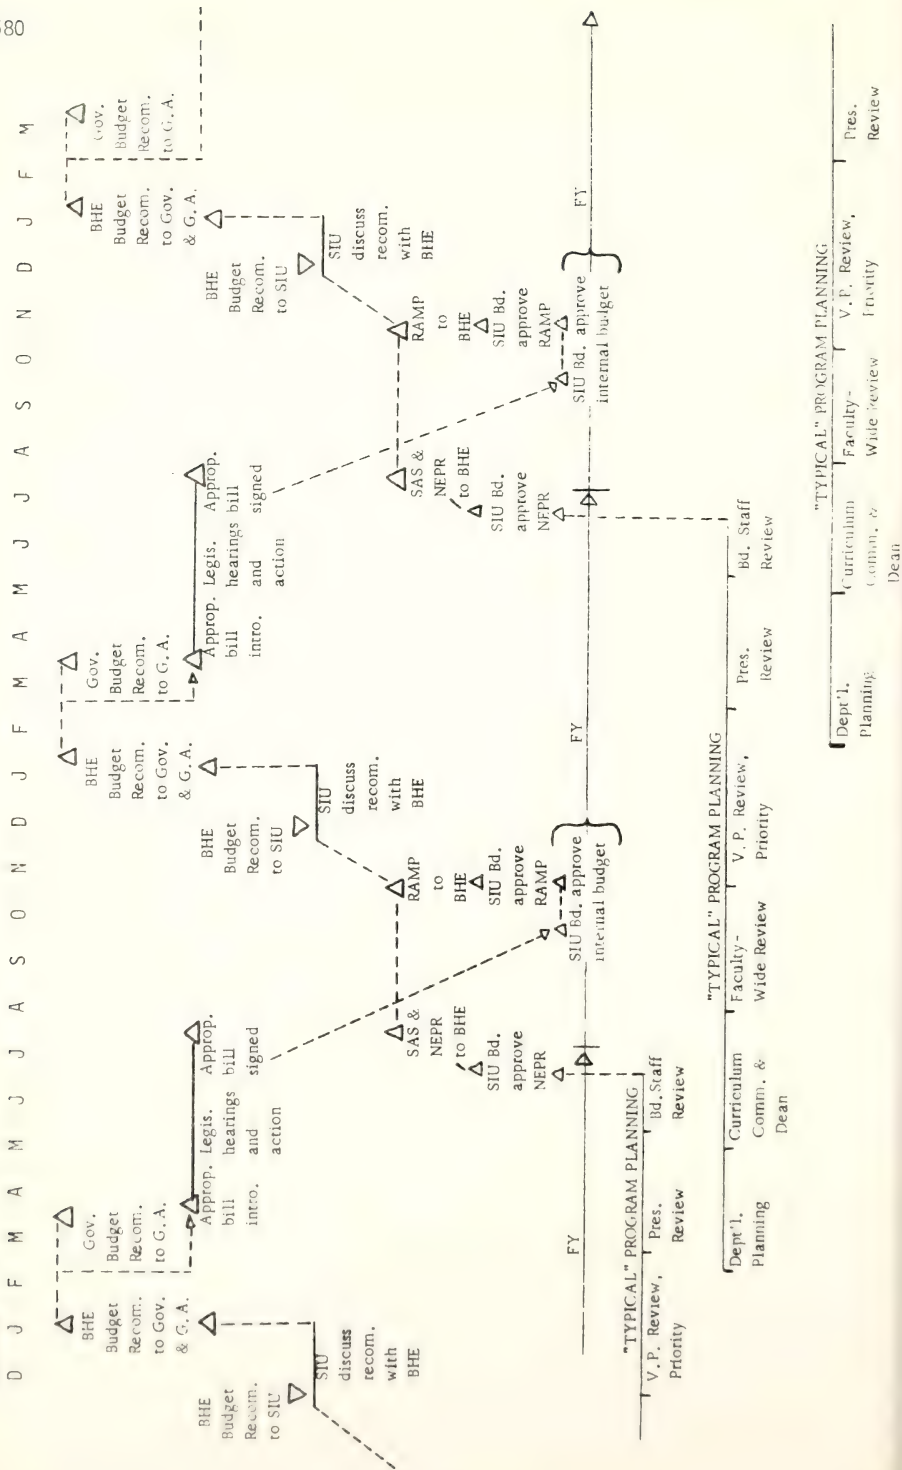 D J F M A M J J A S O N D J F M A M J J A S O N D J F M
BHE
Budget
Recom.
to Gov.
& G. A.
Gov.
Budget
Recom.
to G. A.
BHE
Budget
Recom.
to Gov.
& G. A.
Gov.
Budget
Recom.
to G. A.
BHE
Budget
Recom.
to Gov.
& G. A.
Gov.
Budget
Recom.
to G. A.
Approp.
bill
intro.
Legis.
hearings
and
action
Approp.
bill
signed
Approp.
bill
intro.
Legis.
hearings
and
action
Approp.
bill
signed
BHE
Budget
Recom.
to SIU
SIU
discuss
recom.
with
BHE
BHE
Budget
Recom.
to SIU
SIU
discuss
recom.
with
BHE
BHE
Budget
Recom.
to SIU
SIU
discuss
recom.
with
BHE
SAS &
NEPR
to BHE
SIU Bd.
approve
NEPR
RAMP
to
BHE
SIU Bd.
approve
RAMP
SIU Bd. approve
internal budget
SAS &
NEPR
to BHE
SIU Bd.
approve
NEPR
RAMP
to
BHE
SIU Bd.
approve
RAMP
SIU Bd. approve
internal budget
FY
FY
FY
"TYPICAL" PROGRAM PLANNING
V. P. Review,
Priority
Pres.
Review
Bd. Staff
Review
"TYPICAL" PROGRAM PLANNING
Dept'l.
Planning
Curriculum
Comm. &
Dean
Faculty-
Wide Review
V. P. Review,
Priority
Pres.
Review
Bd. Staff
Review
"TYPICAL" PROGRAM PLANNING
Dept'l.
Planning
Curriculum
Comm. &
Dean
Faculty-
Wide Review
V. P. Review,
Priority
Pres.
Review